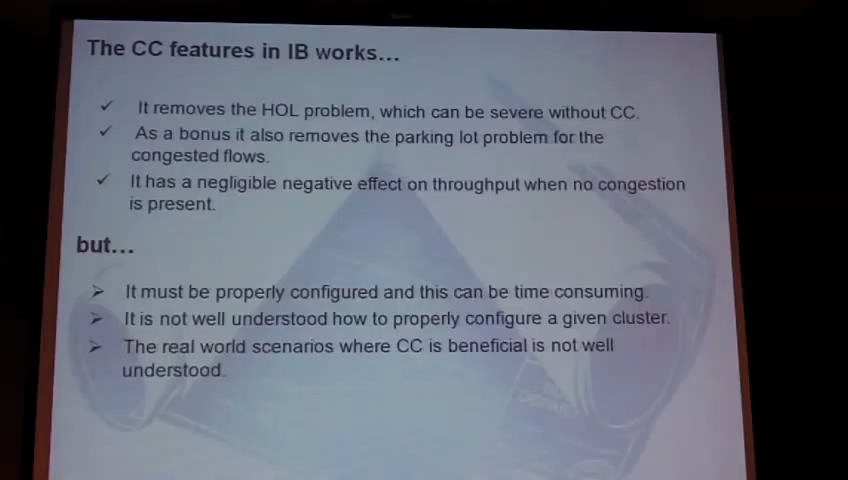 The CC features in IB works...
It removes the HOL problem, which can be severe without CC.
As a bonus it also removes the parking lot problem for the
congested flows.
It has a negligible negative effect on throughput when no congestion
is present.
but...
It must be properly configured and this can be time consuming.
It is not well understood how to properly configure a given cluster.
The real world scenarios where CC is beneficial is not well
understood.